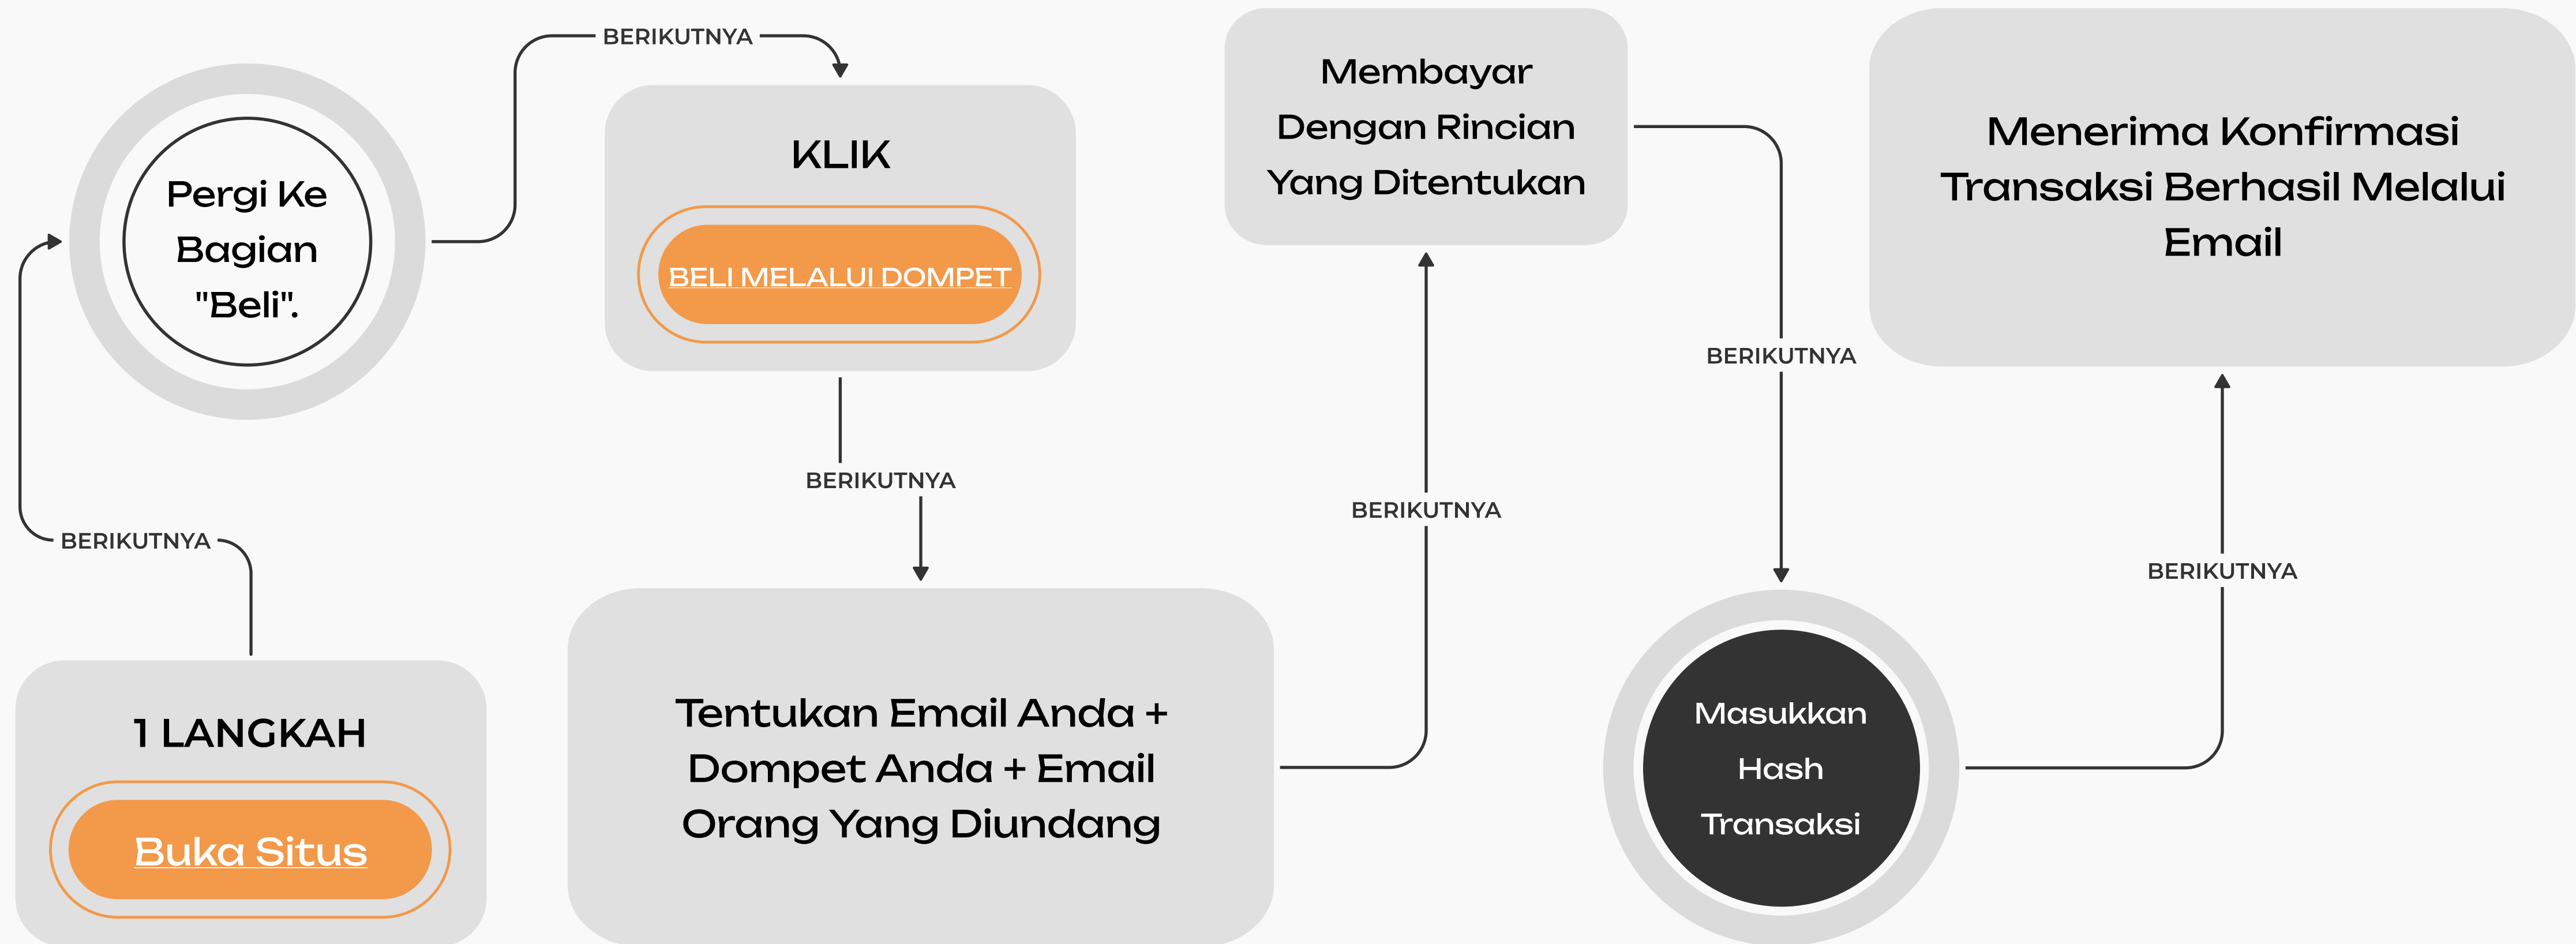 1 LANGKAH
Buka Situs
BERIKUTNYA
Pergi Ke
Bagian
"Beli".
BERIKUTNYA
KLIK
BELI MELALUI DOMPET
BERIKUTNYA
Tentukan Email Anda +
Dompet Anda + Email
Orang Yang Diundang
BERIKUTNYA
Membayar
Dengan Rincian
Yang Ditentukan
BERIKUTNYA
Masukkan
Hash
Transaksi
BERIKUTNYA
Menerima Konfirmasi
Transaksi Berhasil Melalui
Email